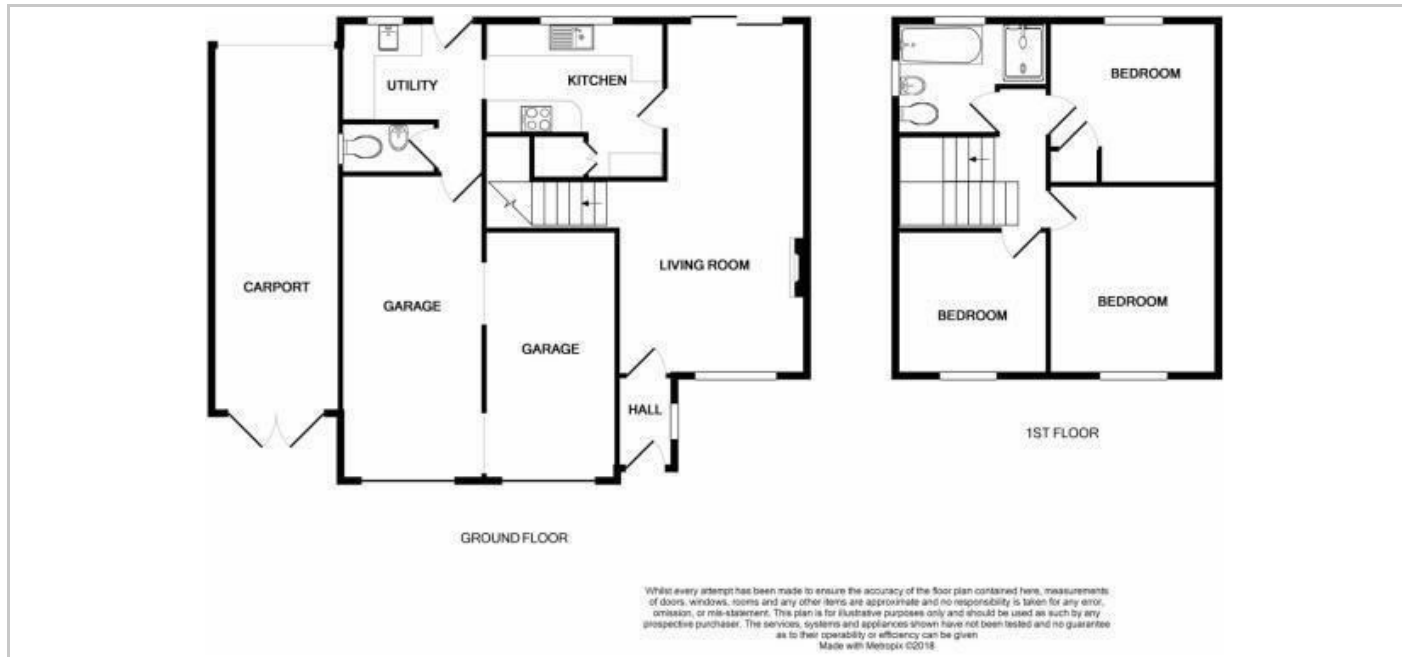 UTILITY
KITCHEN
BEDROOM
CARPORT
GARAGE
LIVING ROOM
GARAGE
BEDROOM
BEDROOM
HALL
1ST FLOOR
GROUND FLOOR
Whilst every attempt has been made to ensure the accuracy of the floor plan contained here, measurements
of doors, windows, rooms and any other items are approximate and no responsibility is taken for any error,
omission, or mis-statement. This plan is for illustrative purposes only and should be used as such by any
prospective purchaser. The services, systems and appliances shown have not been tested and no guarantee
as to their operability or efficiency can be given
Made with Metropix ©2018